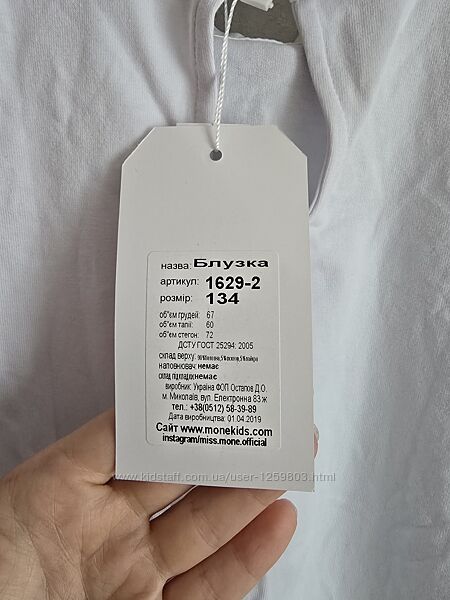 назва: Блузка
артикул: 1629-2
розмір: 134
об"єм грудей: 67
об"єм талії: 60
об"єм стегон: 72
ДСТУ ГОСТ 25294: 2005
склад верху:
наповнювач: немає
склад підкладки: немає
виробник: Україна ФОП Остапов Д.О.
м. Миколаїв, вул. Електронна 83 ж
тел.: +38(0512) 58-39-89
Дата виробництва: 01.04.2019
Сайт www.monekids.com
instagram/miss.mone.official
www.kidstaff.com.ua/user-1259803.html